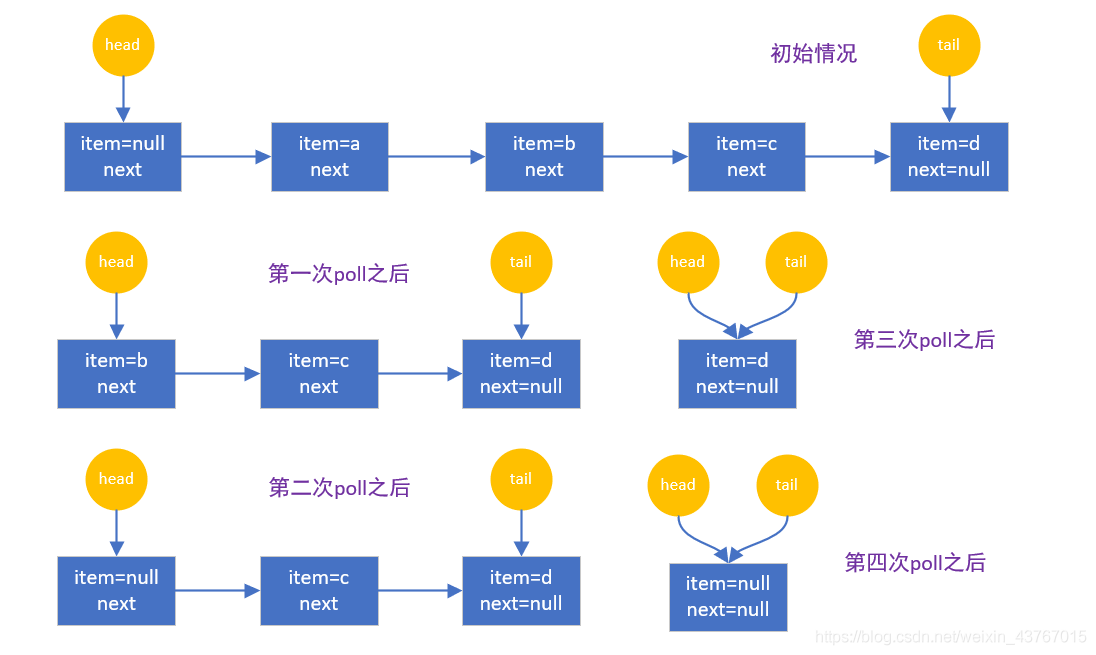 head
初始情况
tail
item=null
next
item=a
next
item=b
next
item=c
next
item=d
next=null
head
第一次poll之后
tail
item=b
next
item=c
next
item=d
next=null
head
tail
第三次poll之后
item=d
next=null
head
第二次poll之后
tail
item=null
next
item=c
next
item=d
next=null
head
tail
第四次poll之后
item=null
next=null
https://blog.csdn.net/weixin_43767015